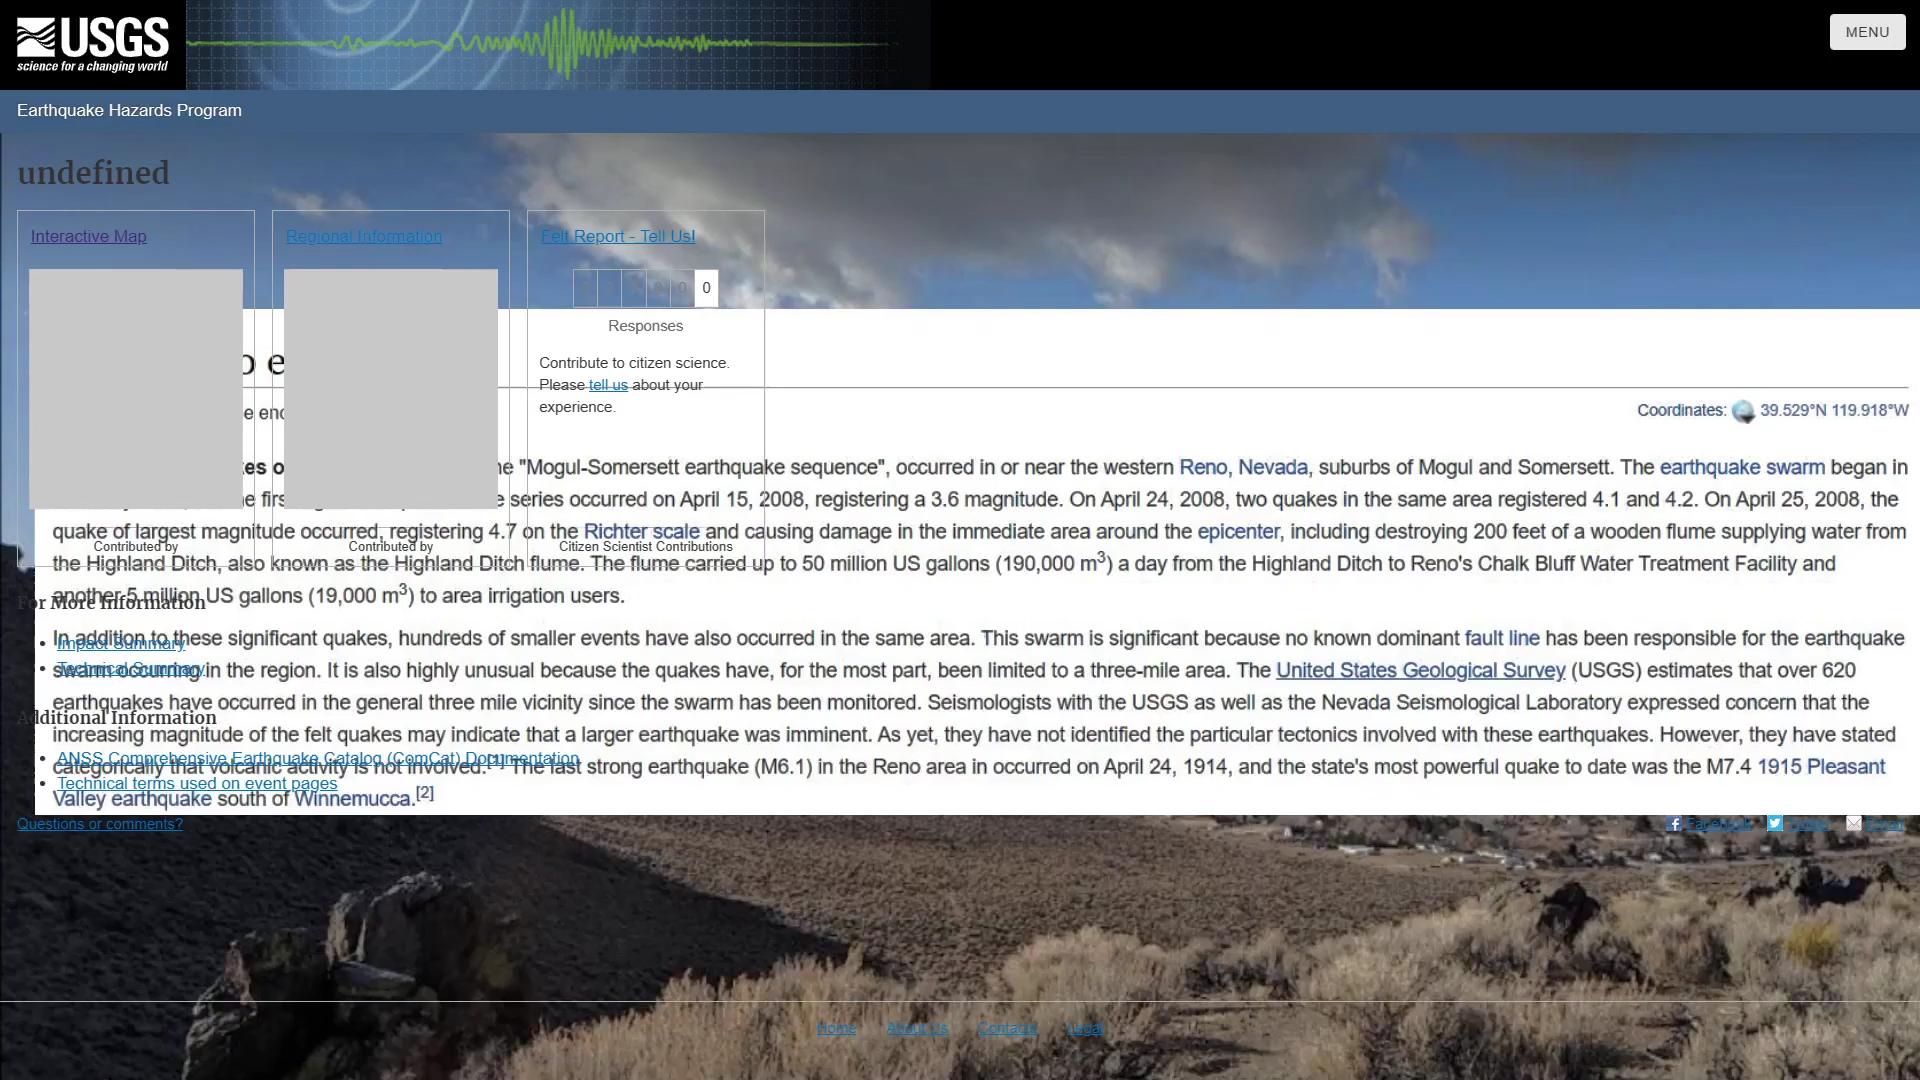 USGS
science for a changing world
MENU
Earthquake Hazards Program
undefined
Interactive Map
Regional Information
Felt Report - Tell Us!
0 0 0
Responses
Contribute to citizen science.
Please tell us about your
experience.
Contributed by
Contributed by
Citizen Scientist Contributions
Coordinates: 39.529°N 119.918°W
"Mogul-Somersett earthquake sequence", occurred in or near the western Reno, Nevada, suburbs of Mogul and Somersett. The earthquake swarm began in
series occurred on April 15, 2008, registering a 3.6 magnitude. On April 24, 2008, two quakes in the same area registered 4.1 and 4.2. On April 25, 2008, the
quake of largest magnitude occurred, registering 4.7 on the Richter scale and causing damage in the immediate area around the epicenter, including destroying 200 feet of a wooden flume supplying water from
the Highland Ditch, also known as the Highland Ditch flume. The flume carried up to 50 million US gallons (190,000 m3) a day from the Highland Ditch to Reno's Chalk Bluff Water Treatment Facility and
another 5 million US gallons (19,000 m3) to area irrigation users.
For More Information
Impact Summary
Technical Summary
In addition to these significant quakes, hundreds of smaller events have also occurred in the same area. This swarm is significant because no known dominant fault line has been responsible for the earthquake
swarm occurring in the region. It is also highly unusual because the quakes have, for the most part, been limited to a three-mile area. The United States Geological Survey (USGS) estimates that over 620
earthquakes have occurred in the general three mile vicinity since the swarm has been monitored. Seismologists with the USGS as well as the Nevada Seismological Laboratory expressed concern that the
increasing magnitude of the felt quakes may indicate that a larger earthquake was imminent. As yet, they have not identified the particular tectonics involved with these earthquakes. However, they have stated
categorically that volcanic activity is not involved.[1] The last strong earthquake (M6.1) in the Reno area in occurred on April 24, 1914, and the state's most powerful quake to date was the M7.4 1915 Pleasant
Valley earthquake south of Winnemucca.[2]
Additional Information
ANSS Comprehensive Earthquake Catalog (ComCat) Documentation
Technical terms used on event pages
Questions or comments?
Facebook Twitter Email
Home About Us Contacts Legal